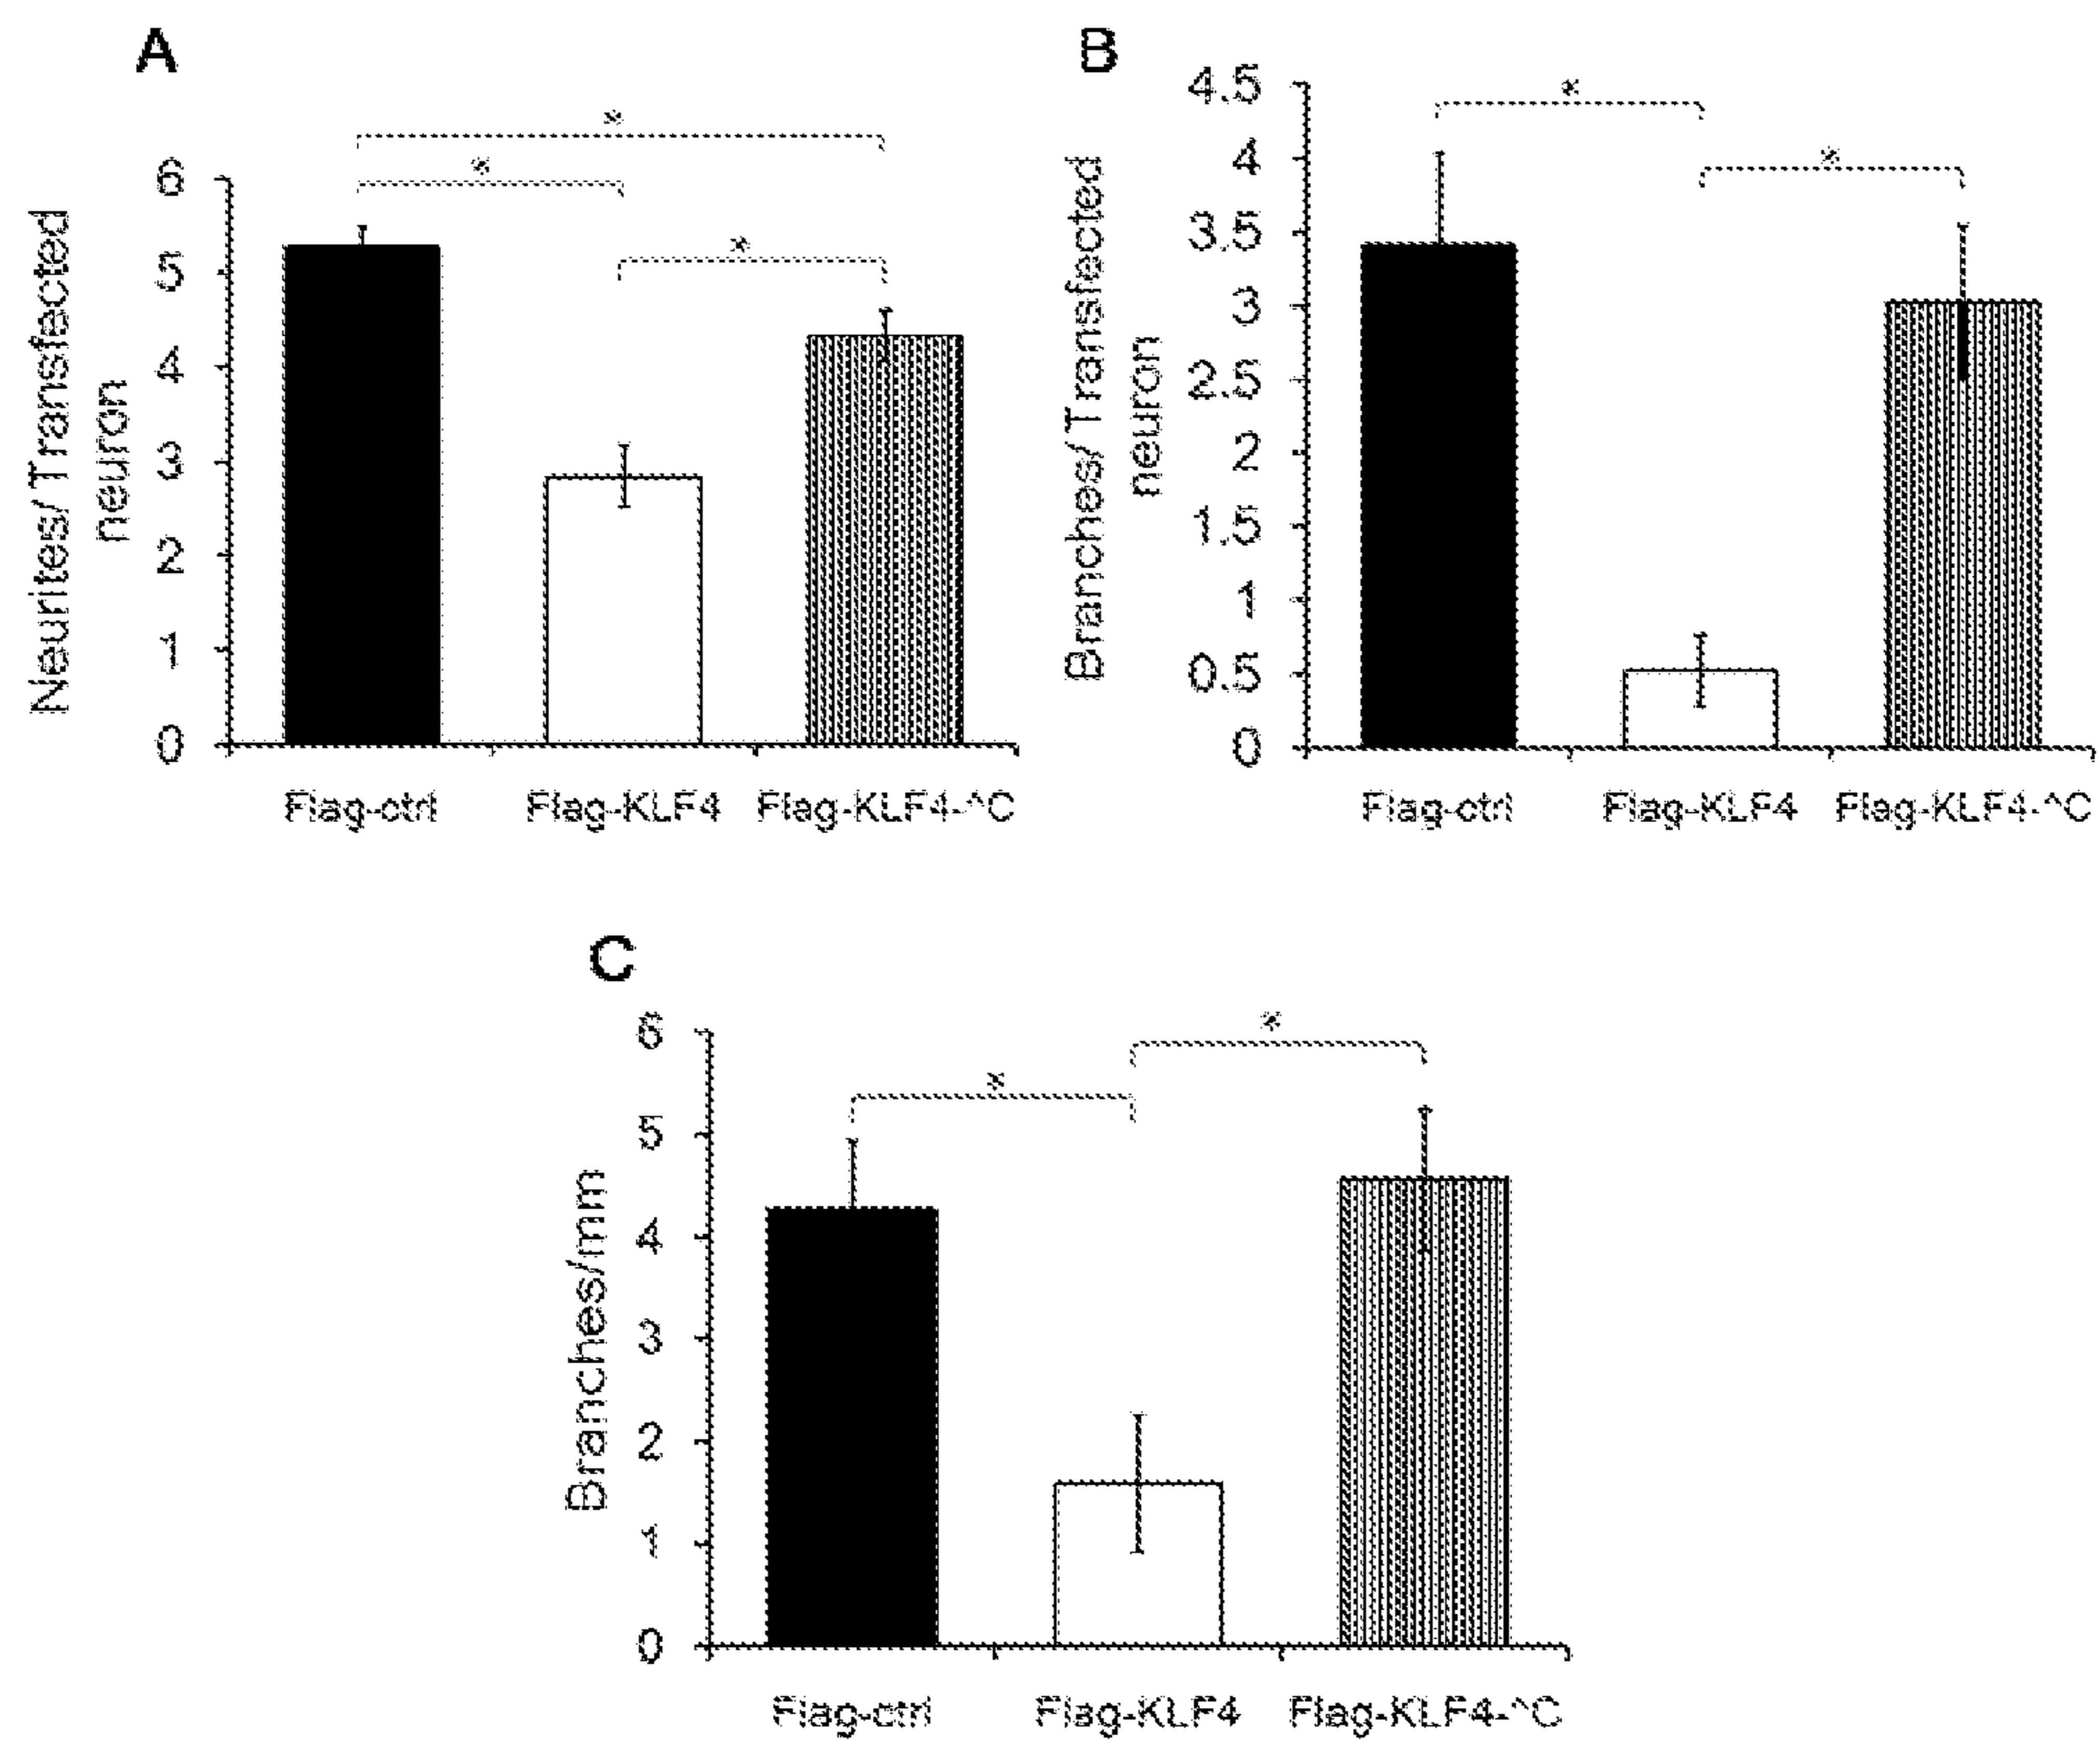 A
Neurites/Transfected
neuron
6
5
4
3
2
1
0
*
*
*
Flag-ctrl Flag-KLF4 Flag-KLF4-^C
B
Branches/Transfected
neuron
4.5
4
3.5
3
2.5
2
1.5
1
0.5
0
*
*
Flag-ctrl Flag-KLF4 Flag-KLF4-^C
C
Branches/mm
6
5
4
3
2
1
0
*
*
Flag-ctrl Flag-KLF4 Flag-KLF4-^C